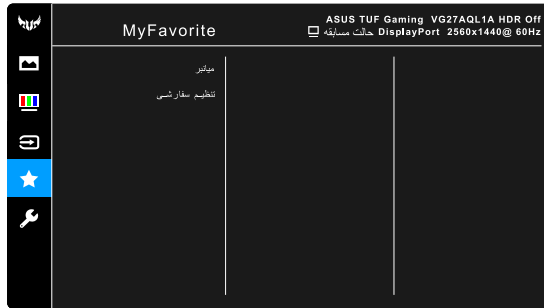 MyFavorite
ASUS TUF Gaming VG27AQL1A HDR Off
حالت مسابقه DisplayPort 2560x1440@ 60Hz
میانبر
تنظیم سفارشی